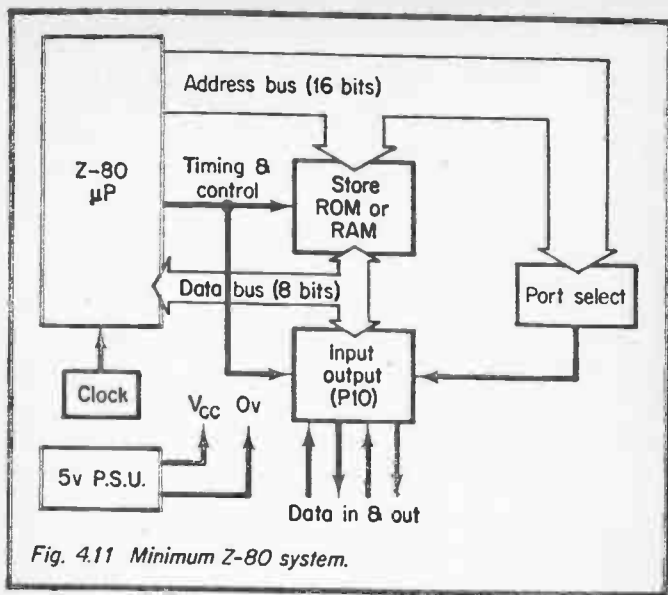 Address bus (16 bits)
Z-80
μP
Timing &
control
Store
ROM or
RAM
Data bus (8 bits)
Port select
input
output
(PIO)
Clock
Vcc 0v
5v P.S.U.
Data in & out
Fig. 4.11 Minimum Z-80 system.